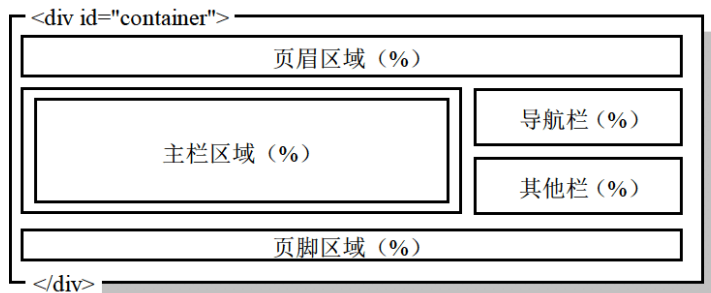 <div id="container">
页眉区域（%）
主栏区域（%）
导航栏（%）
其他栏（%）
页脚区域（%）
</div>